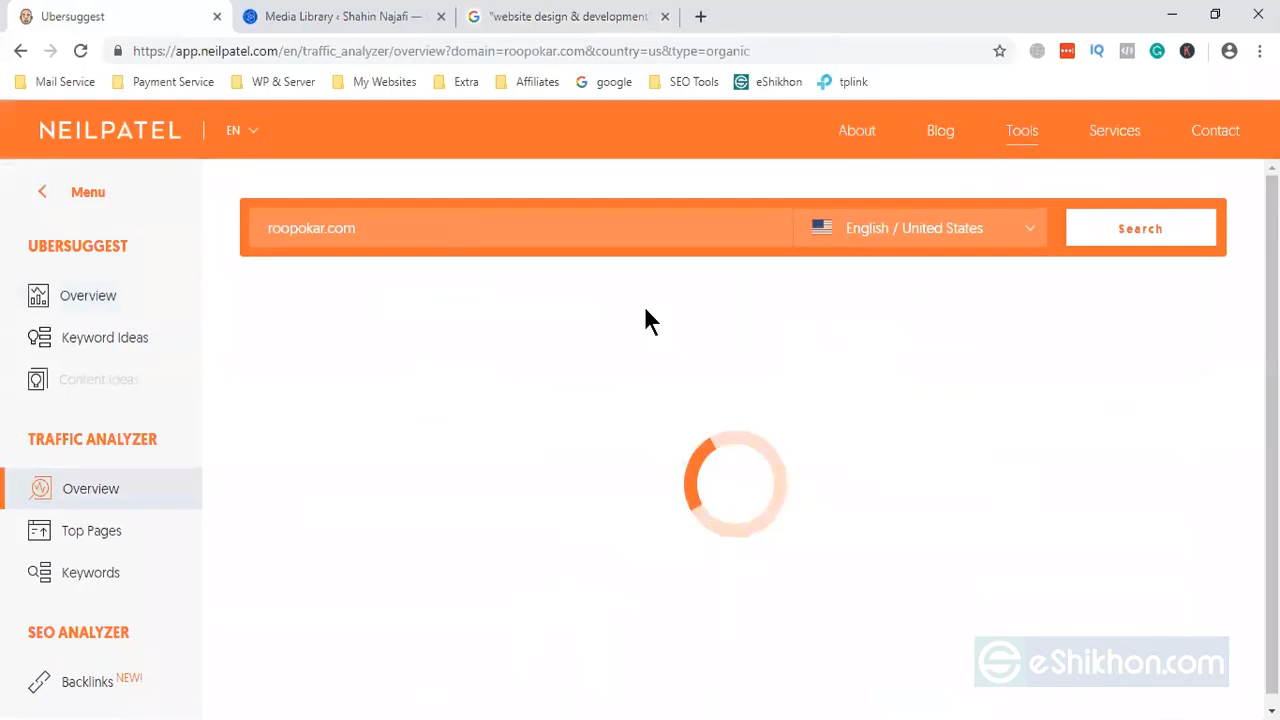 Ubersuggest
Media Library ‹ Shahin Najafi —
"website design & development"
https://app.neilpatel.com/en/traffic_analyzer/overview?domain=roopokar.com&country=us&type=organic
Mail Service
Payment Service
WP & Server
My Websites
Extra
Affiliates
google
SEO Tools
eShikhon
tplink
NEILPATEL
EN
About
Blog
Tools
Services
Contact
Menu
roopokar.com
English / United States
Search
UBERSUGGEST
Overview
Keyword Ideas
Content Ideas
TRAFFIC ANALYZER
Overview
Top Pages
Keywords
SEO ANALYZER
Backlinks NEW!
eShikhon.com